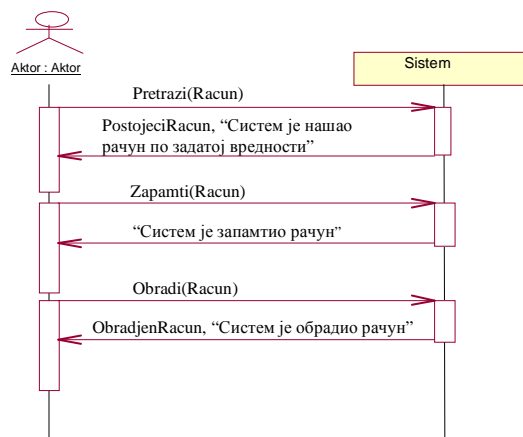 Aktor : Aktor
Sistem
Pretrazi(Racun)
PostojeciRacun, “Систем је нашао
рачун по задатој вредности”
Zapamti(Racun)
“Систем је запамтио рачун”
Obradi(Racun)
ObradjenRacun, “Систем је обрадио рачун”